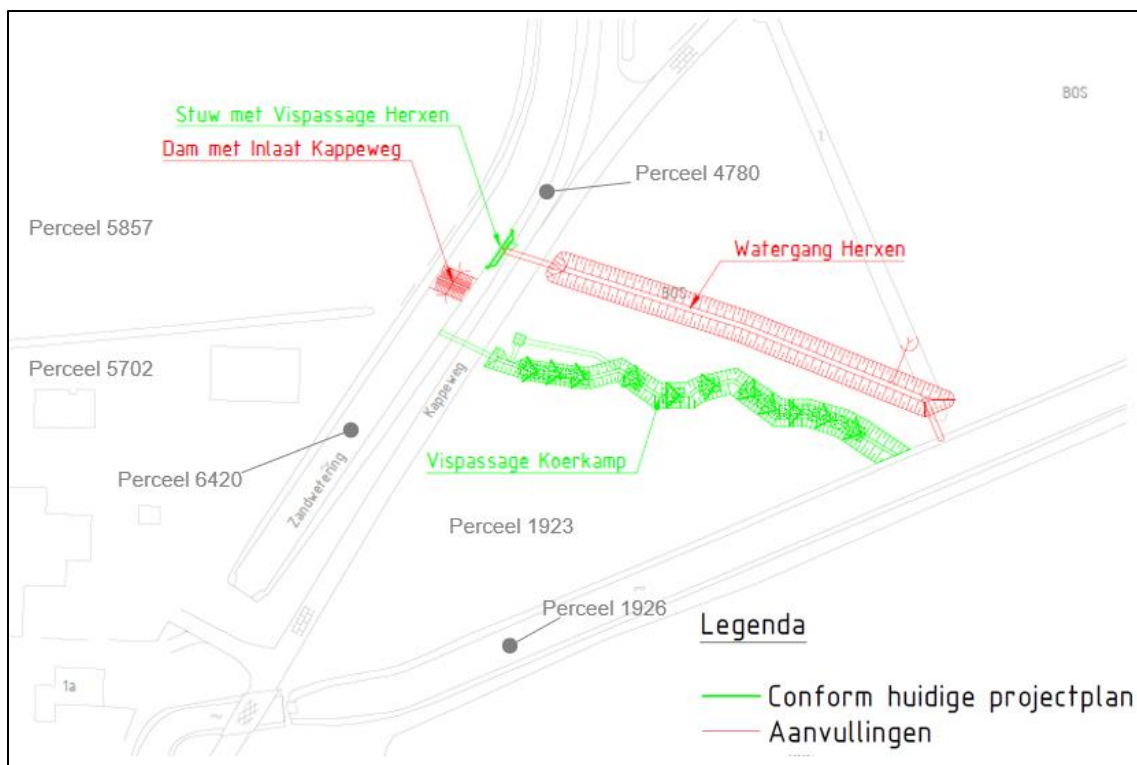 BOS
Stuw met Vispassage Herxen
Dam met Inlaat Kappeweg
Perceel 4780
Perceel 5857
Watergang Herxen
BOS
Perceel 5702
Kappeweg
Vispassage Koerkamp
Perceel 6420
Zandwetering
Perceel 1923
Perceel 1926
Legenda
1a
Conform huidige projectplan
Aanvullingen